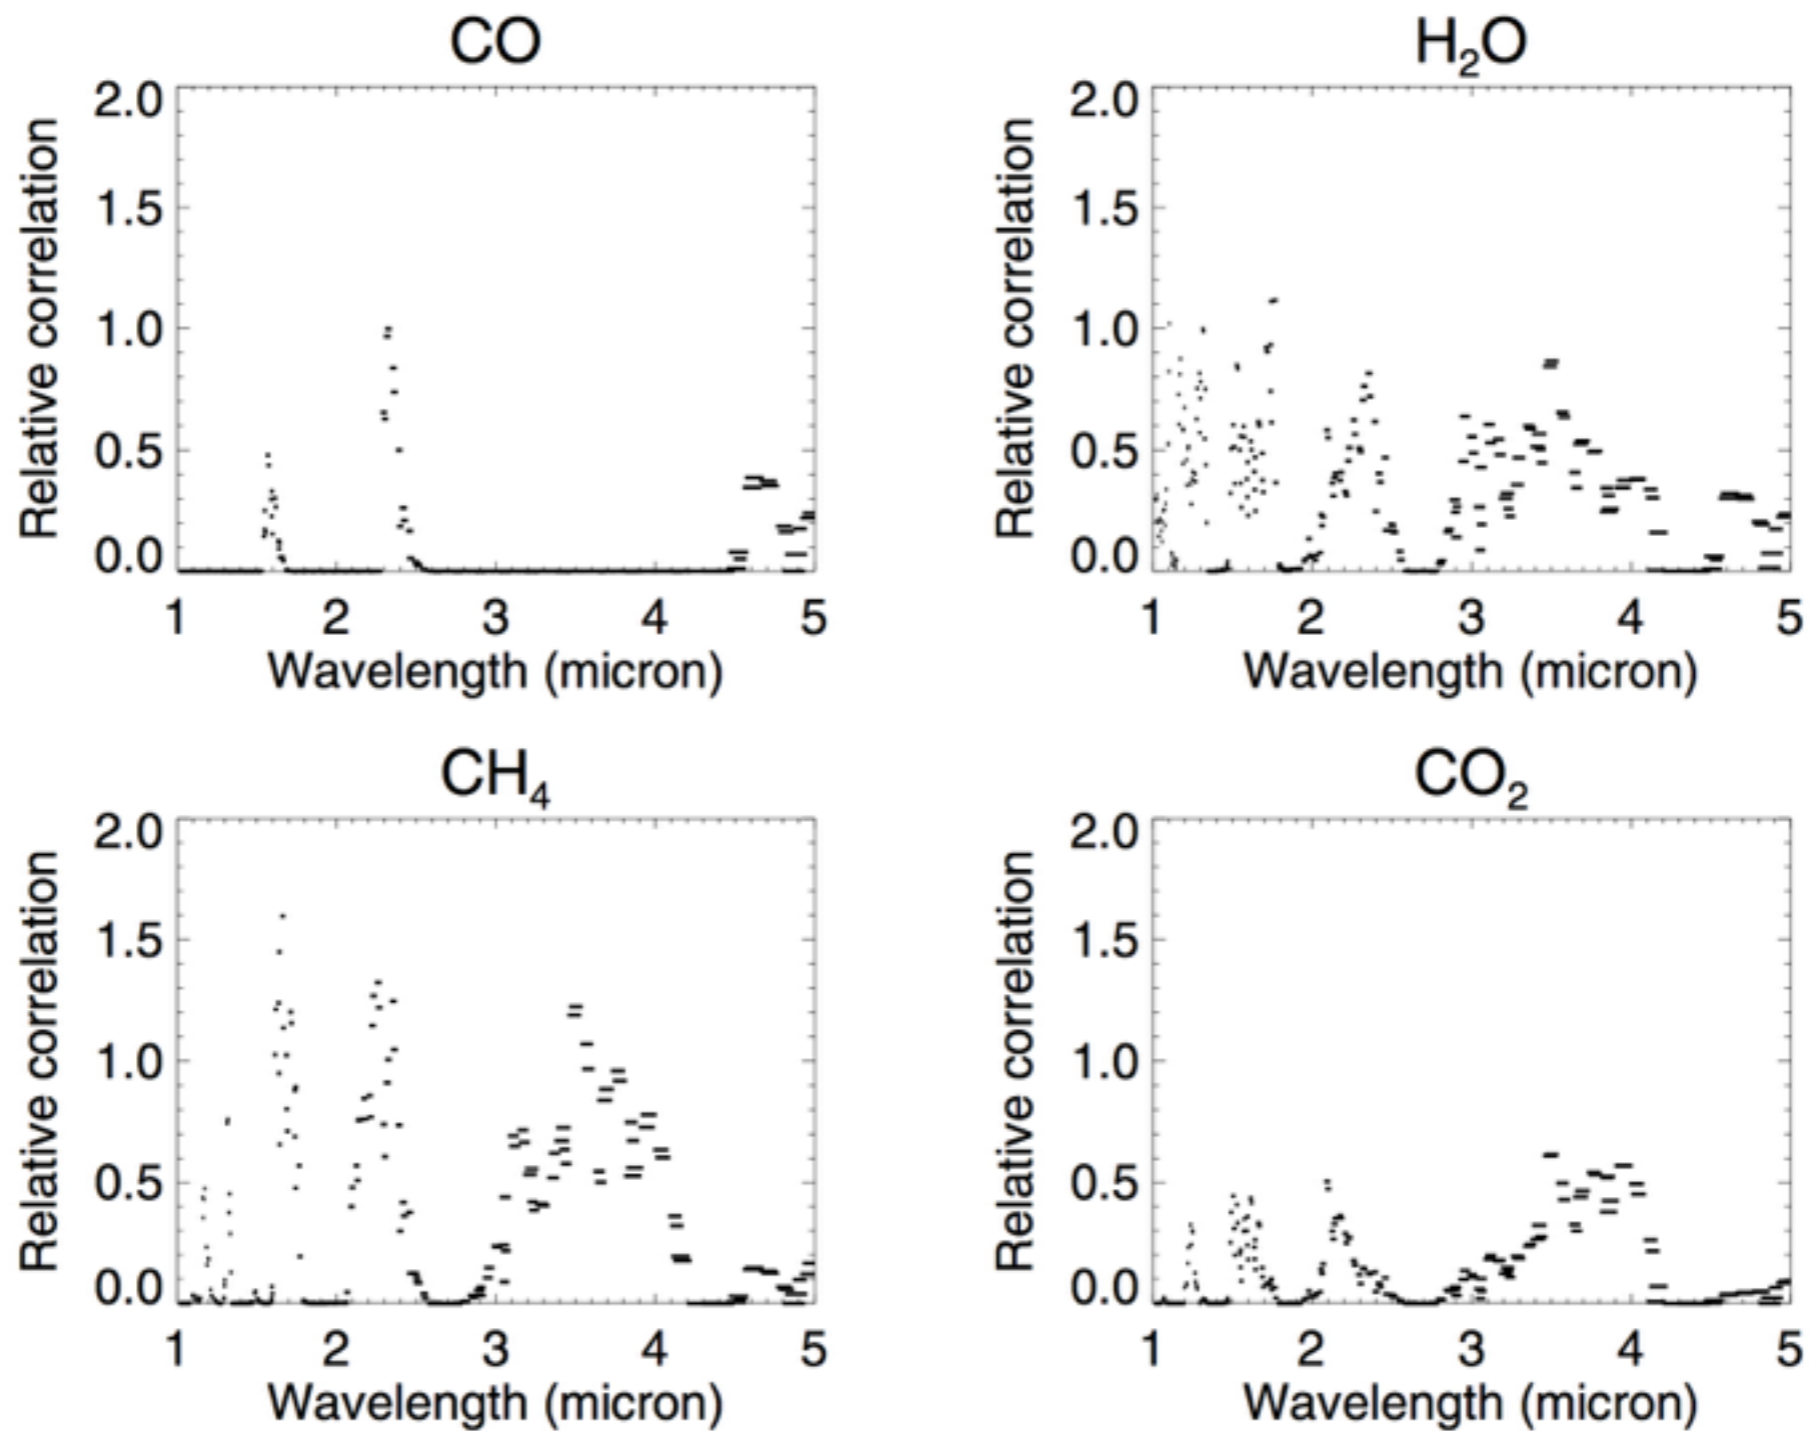 CO
H₂O
2.0
1.5
1.0
0.5
0.0
Relative correlation
1 2 3 4 5
Wavelength (micron)
2.0
1.5
1.0
0.5
0.0
Relative correlation
1 2 3 4 5
Wavelength (micron)
CH₄
CO₂
2.0
1.5
1.0
0.5
0.0
Relative correlation
1 2 3 4 5
Wavelength (micron)
2.0
1.5
1.0
0.5
0.0
Relative correlation
1 2 3 4 5
Wavelength (micron)